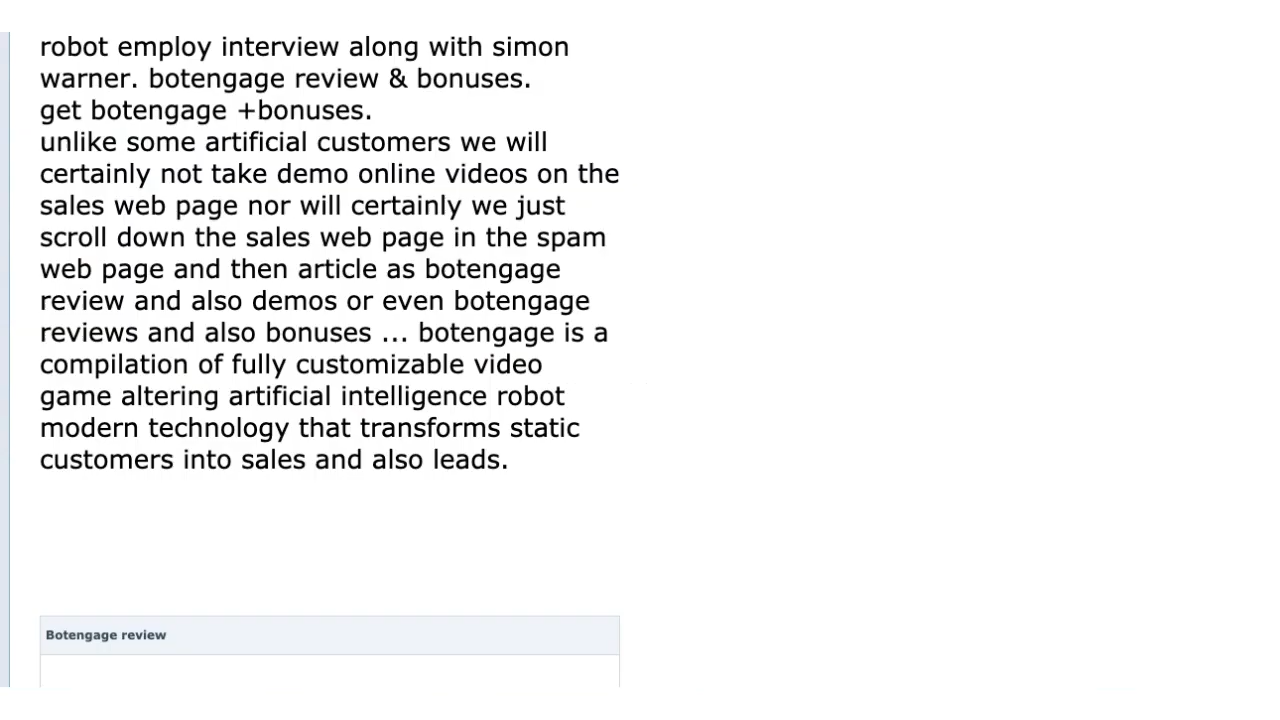 robot employ interview along with simon
warner. botengage review & bonuses.
get botengage +bonuses.
unlike some artificial customers we will
certainly not take demo online videos on the
sales web page nor will certainly we just
scroll down the sales web page in the spam
web page and then article as botengage
review and also demos or even botengage
reviews and also bonuses ... botengage is a
compilation of fully customizable video
game altering artificial intelligence robot
modern technology that transforms static
customers into sales and also leads.
Botengage review